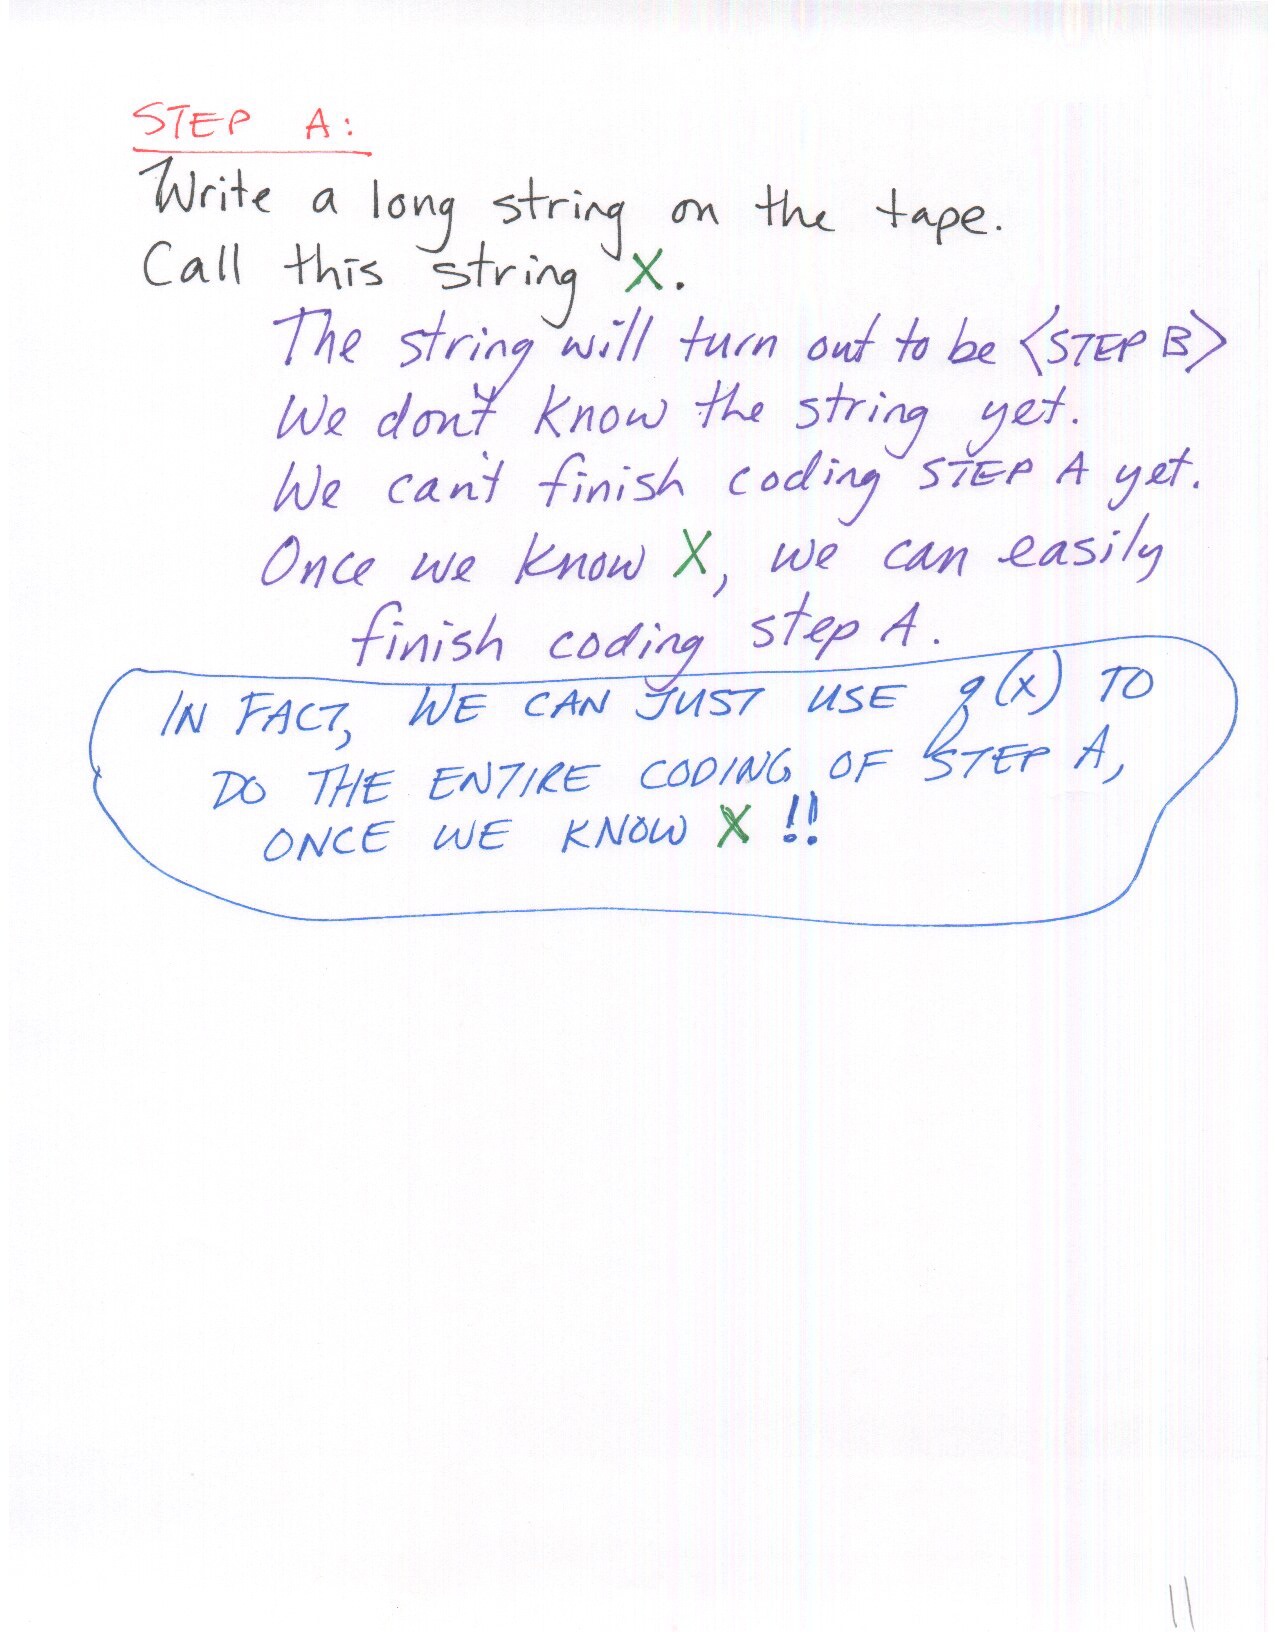 STEP A:
Write a long string on the tape.
Call this string X.
The string will turn out to be <STEP B>
We don't know the string yet.
We can't finish coding STEP A yet.
Once we know X, we can easily
finish coding step A.
IN FACT, WE CAN JUST USE q(x) TO
DO THE ENTIRE CODING OF STEP A,
ONCE WE KNOW X !!
11